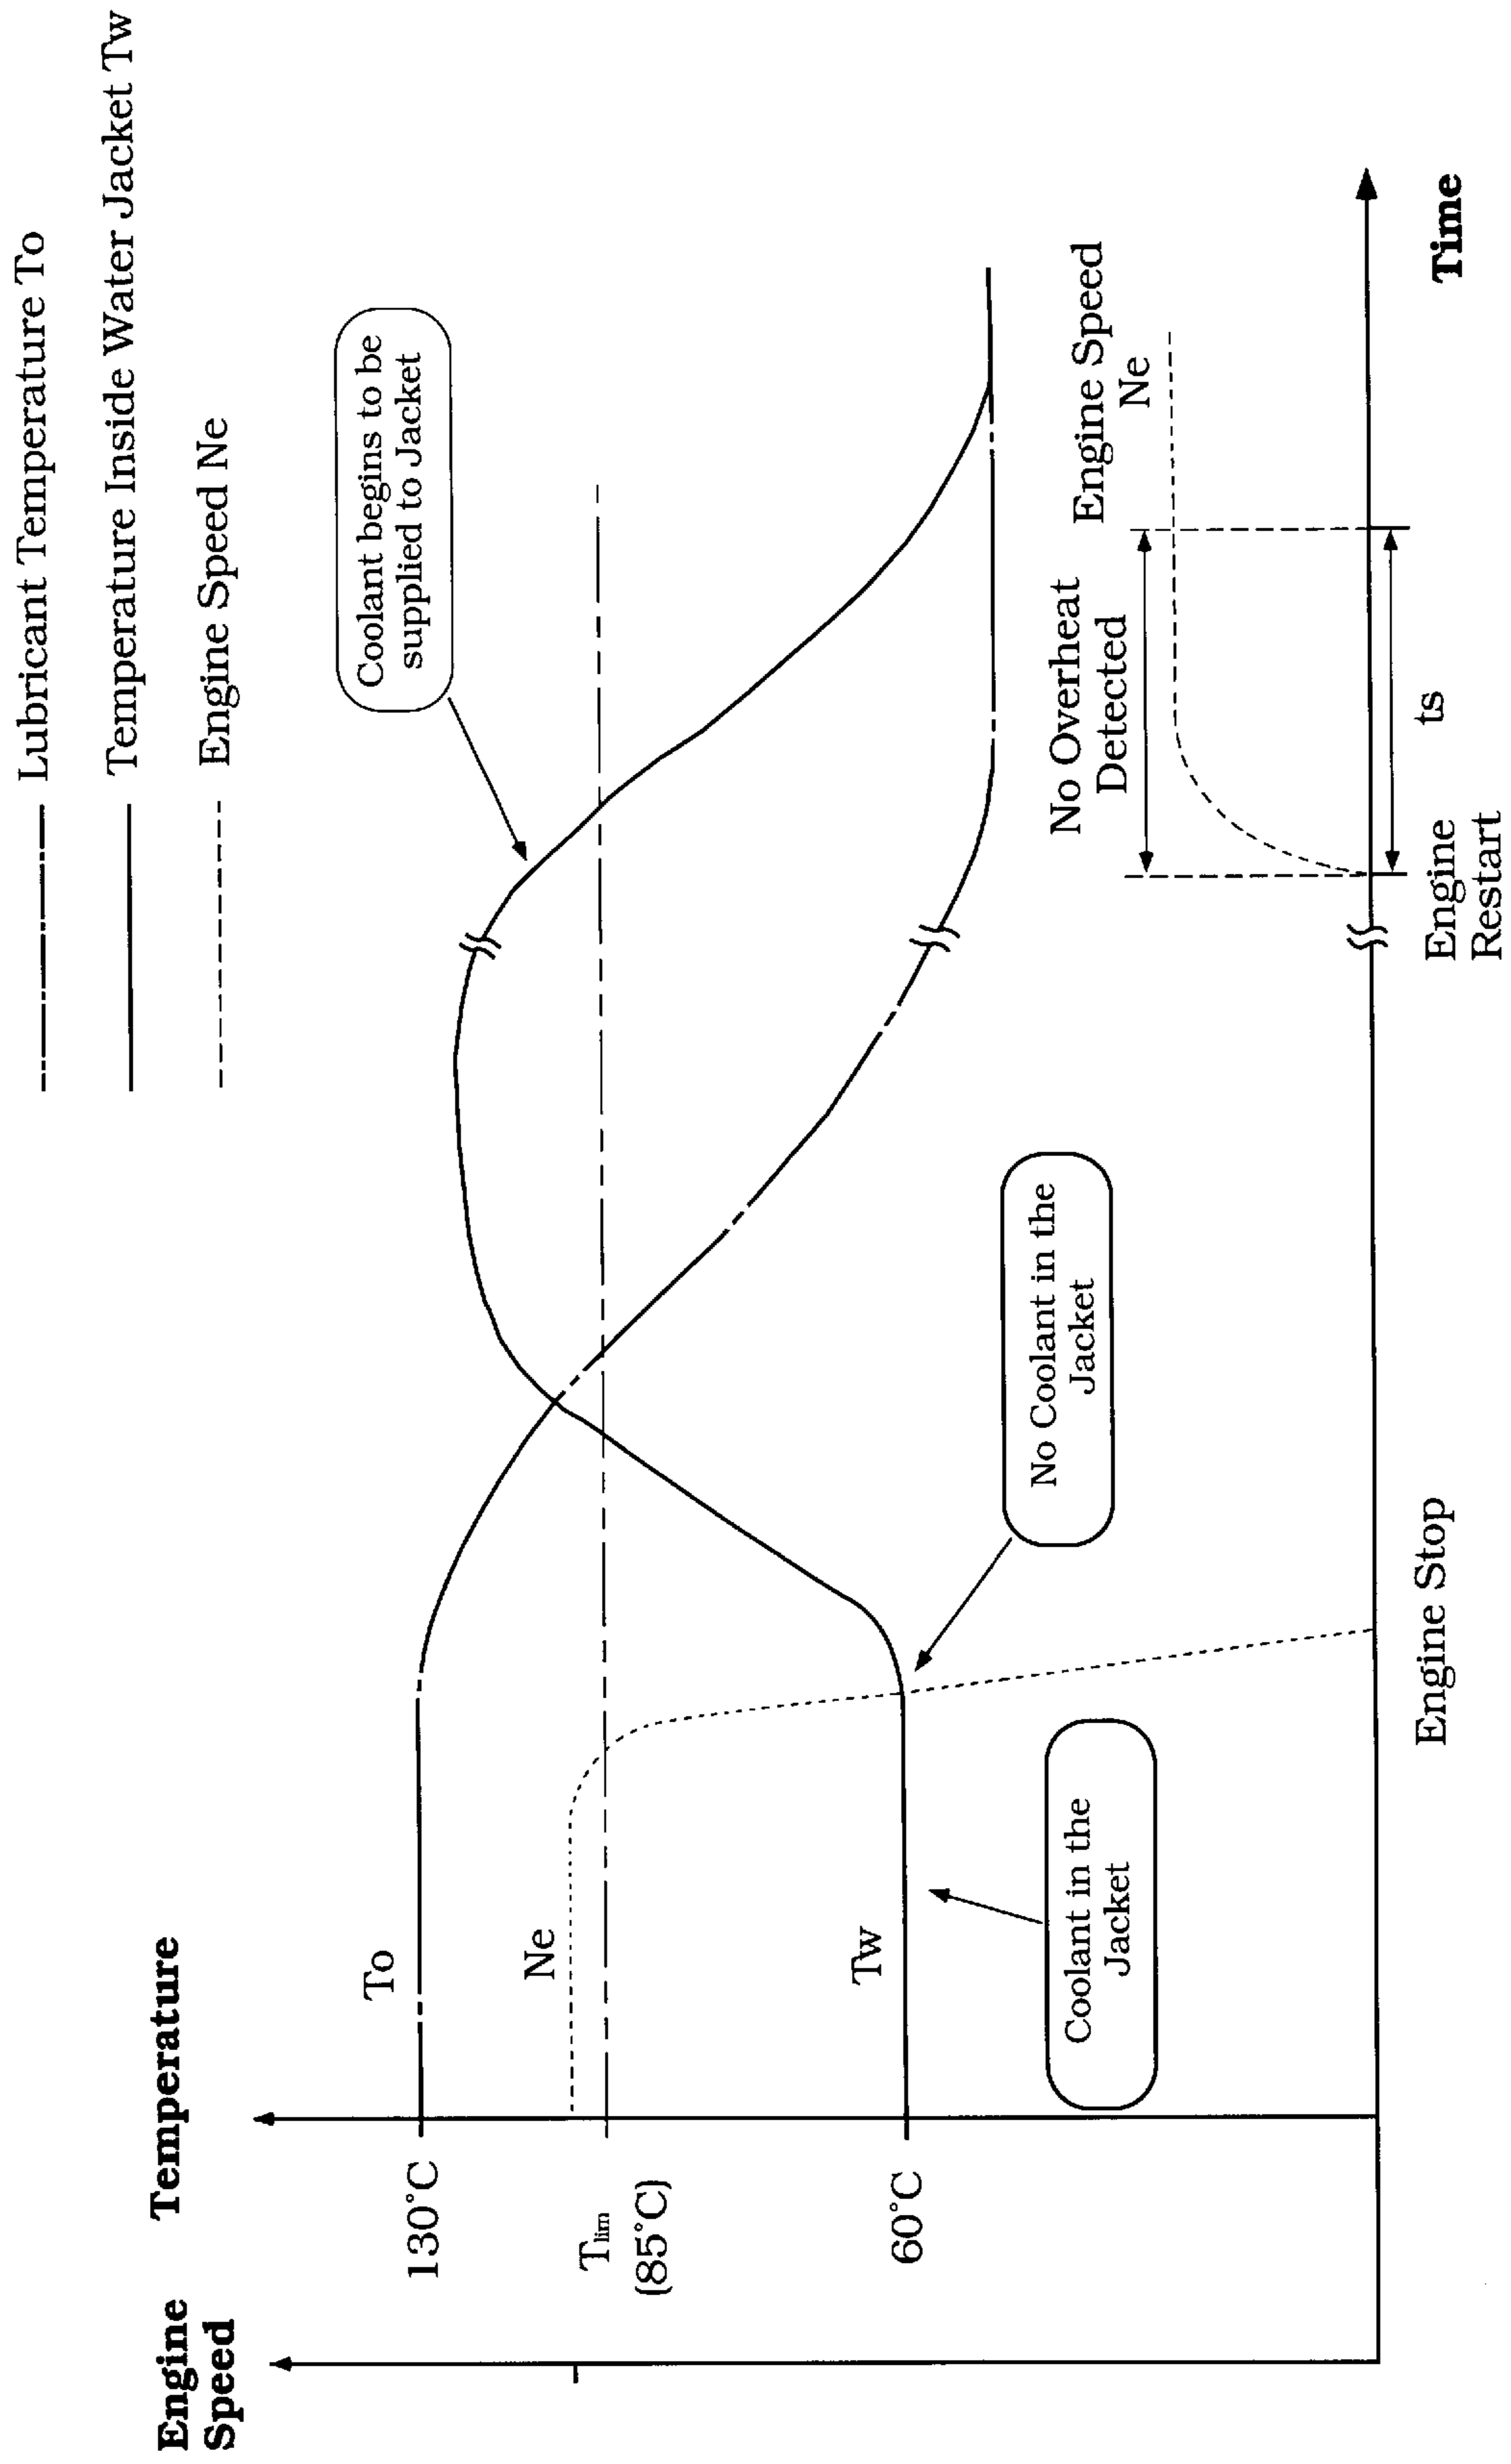 Lubricant Temperature To
Temperature Inside Water Jacket Tw
Engine Speed Ne
Engine
Speed
Temperature
130°C
Tlim
(85°C)
60°C
To
Ne
Tw
Coolant in the
Jacket
No Coolant in the
Jacket
Coolant begins to be
supplied to Jacket
No Overheat
Detected
Engine Speed
Ne
Engine Stop
Engine
Restart
ts
Time